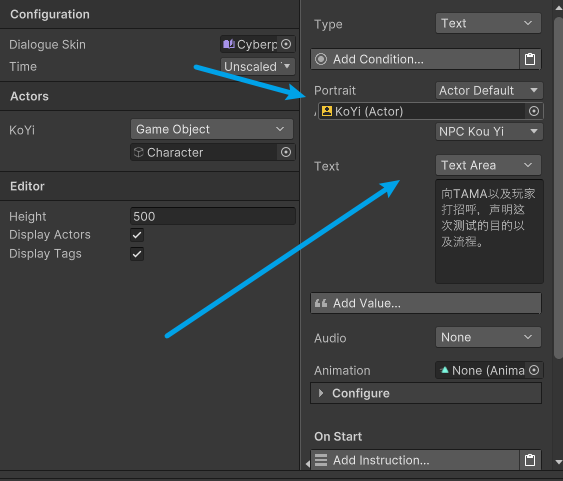 Configuration
Dialogue Skin
Cyberp
Time
Unscaled
Actors
KoYi
Game Object
Character
Editor
Height
500
Display Actors
Display Tags
Type
Text
Add Condition...
Portrait
Actor Default
KoYi (Actor)
NPC Kou Yi
Text
Text Area
向TAMA以及玩家
打招呼，声明这
次测试的目的以
及流程。
Add Value...
Audio
None
Animation
None (Anima
Configure
On Start
Add Instruction...